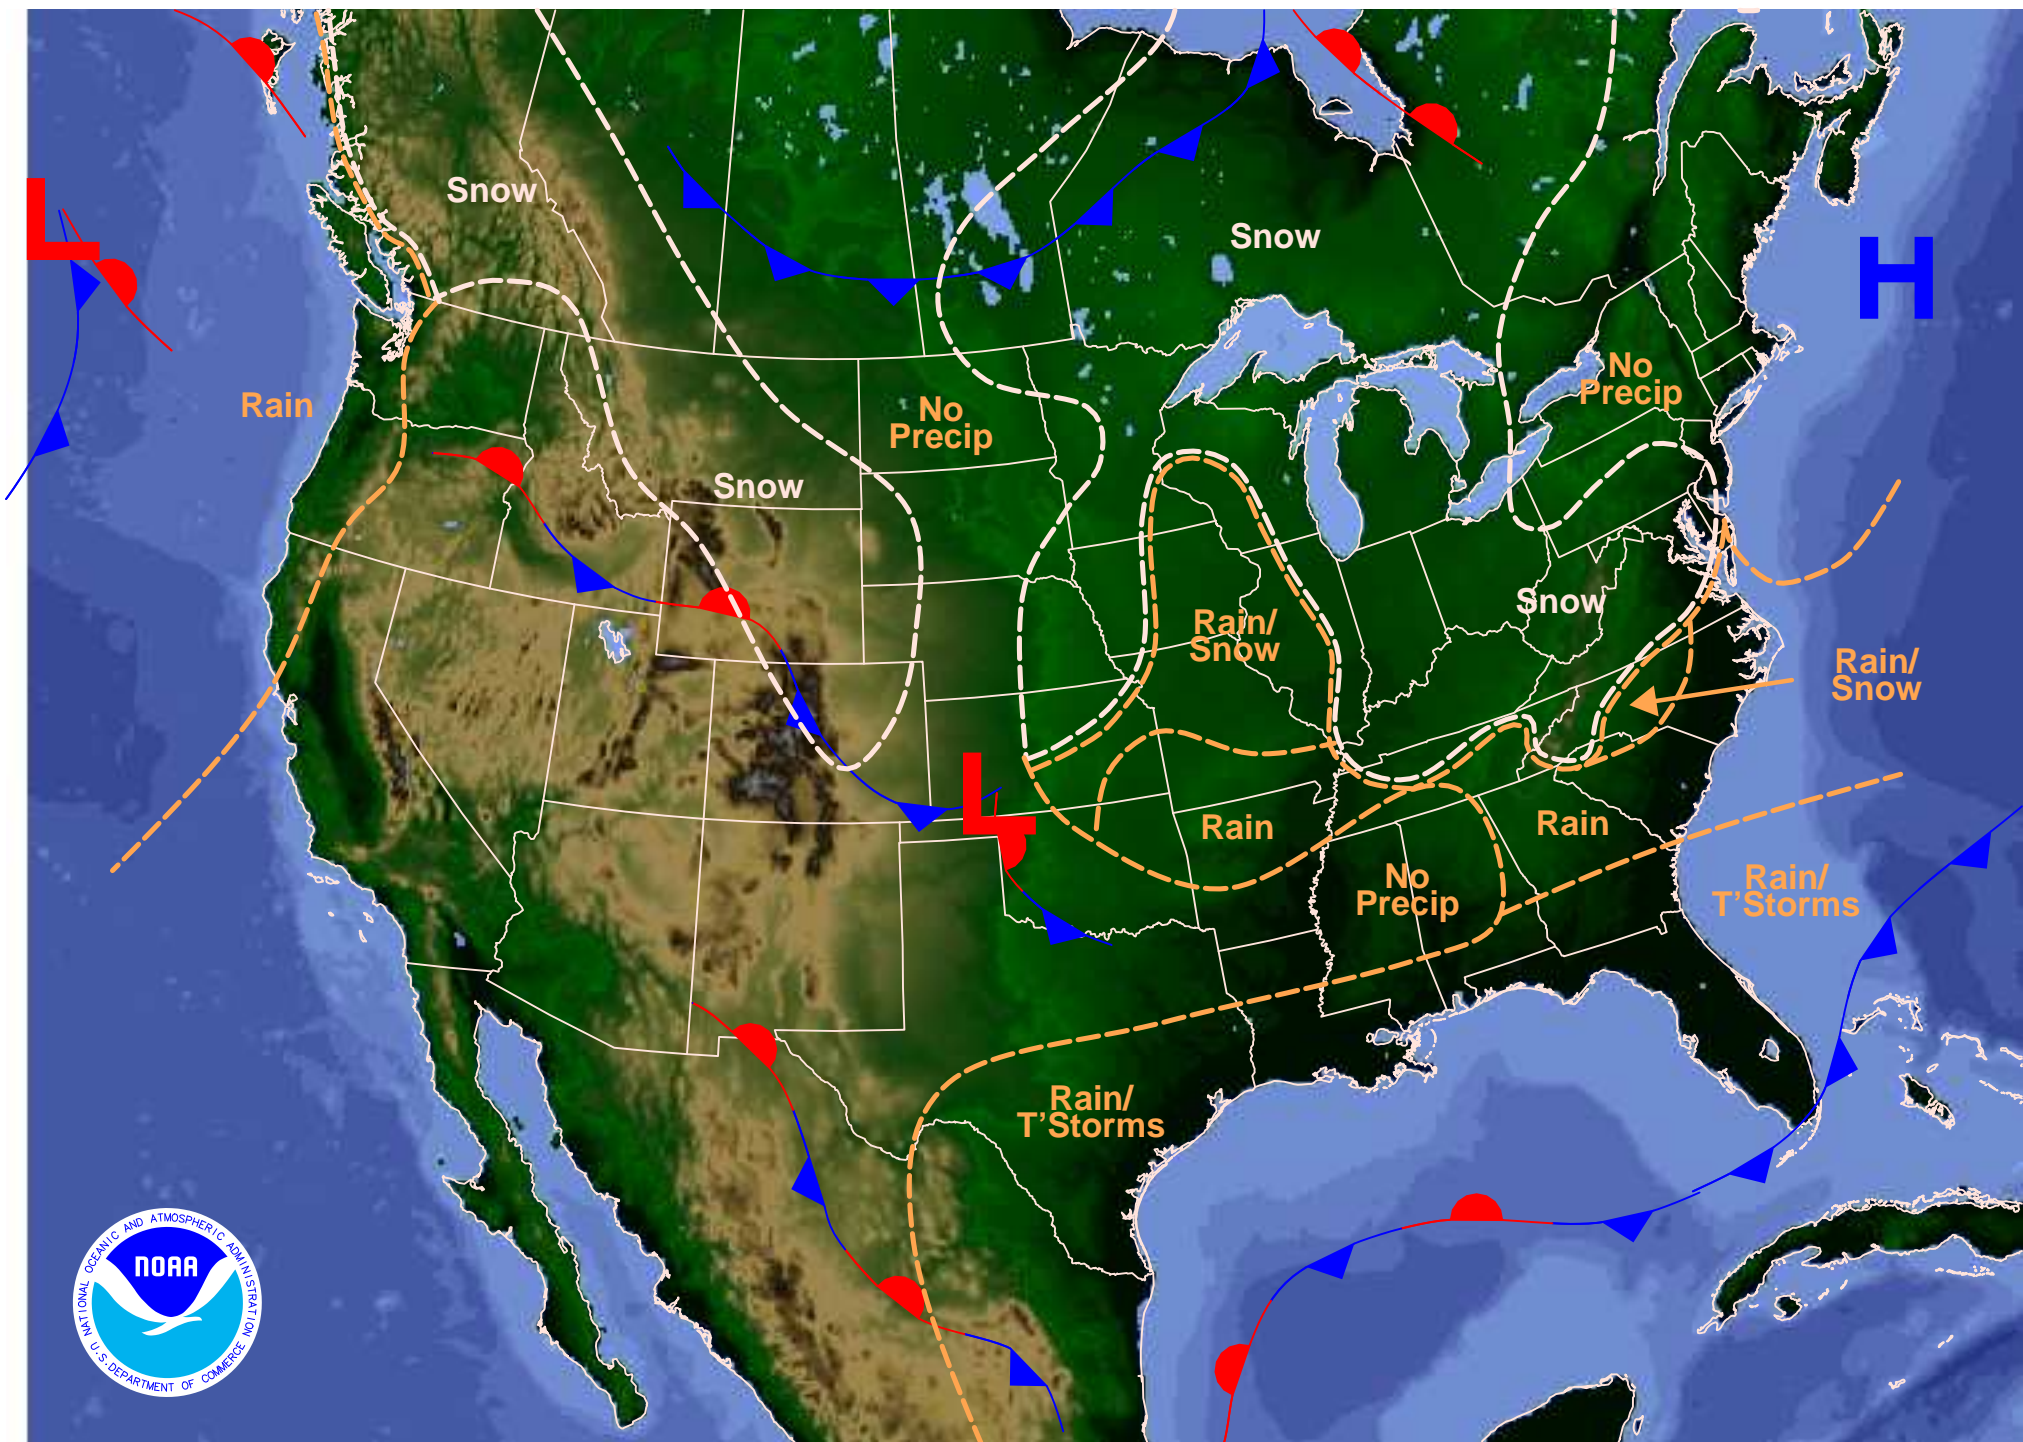 Snow
Snow
L
H
Rain
No
Precip
No
Precip
Snow
Snow
Rain/
Snow
Rain/
Snow
L
Rain
Rain
No
Precip
Rain/
T'Storms
Rain/
T'Storms
NATIONAL OCEANIC AND ATMOSPHERIC ADMINISTRATION
NOAA
U.S. DEPARTMENT OF COMMERCE